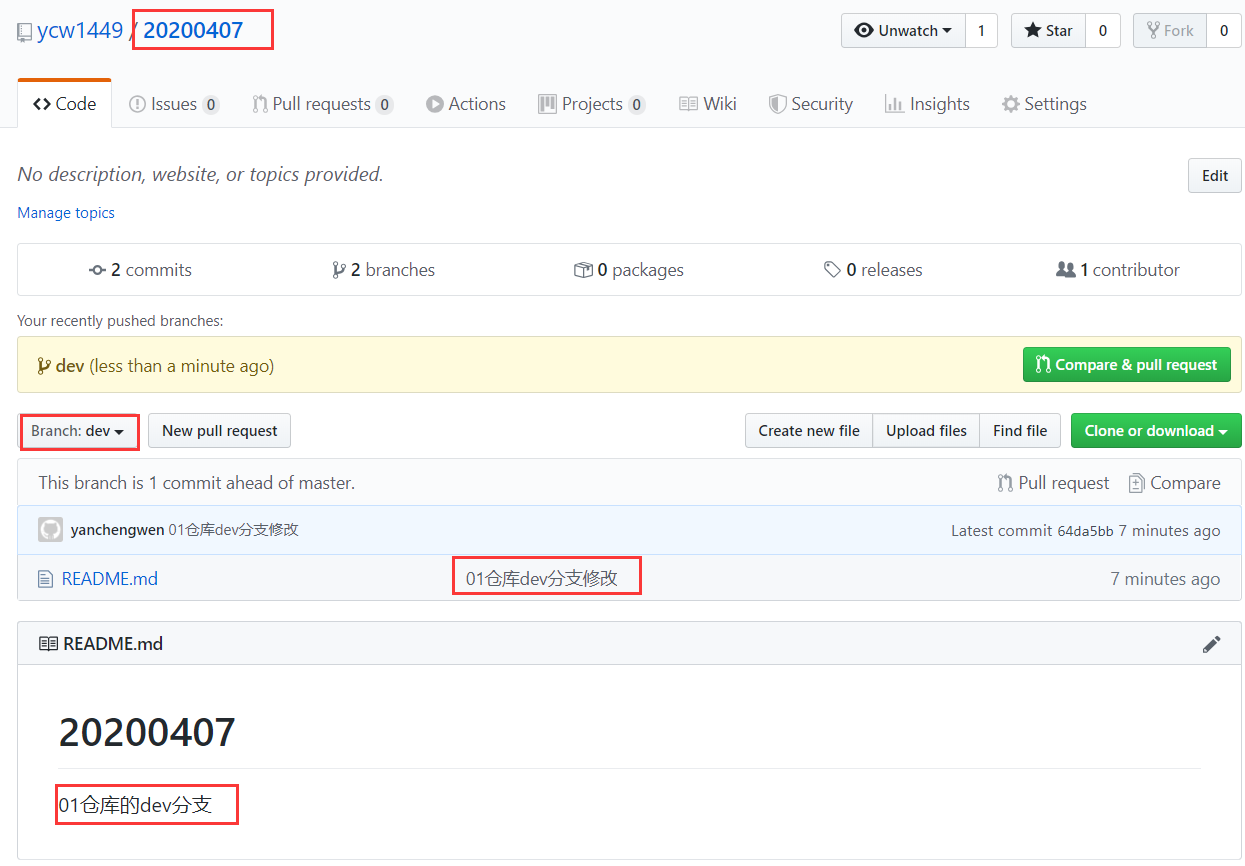 ycw1449 / 20200407
Unwatch 1 Star 0 Fork 0
Code Issues 0 Pull requests 0 Actions Projects 0 Wiki Security Insights Settings
No description, website, or topics provided.
Edit
Manage topics
2 commits 2 branches 0 packages 0 releases 1 contributor
Your recently pushed branches:
dev (less than a minute ago) Compare & pull request
Branch: dev New pull request Create new file Upload files Find file Clone or download
This branch is 1 commit ahead of master. Pull request Compare
yanchengwen 01仓库dev分支修改 Latest commit 64da5bb 7 minutes ago
README.md 01仓库dev分支修改 7 minutes ago
README.md
20200407
01仓库的dev分支